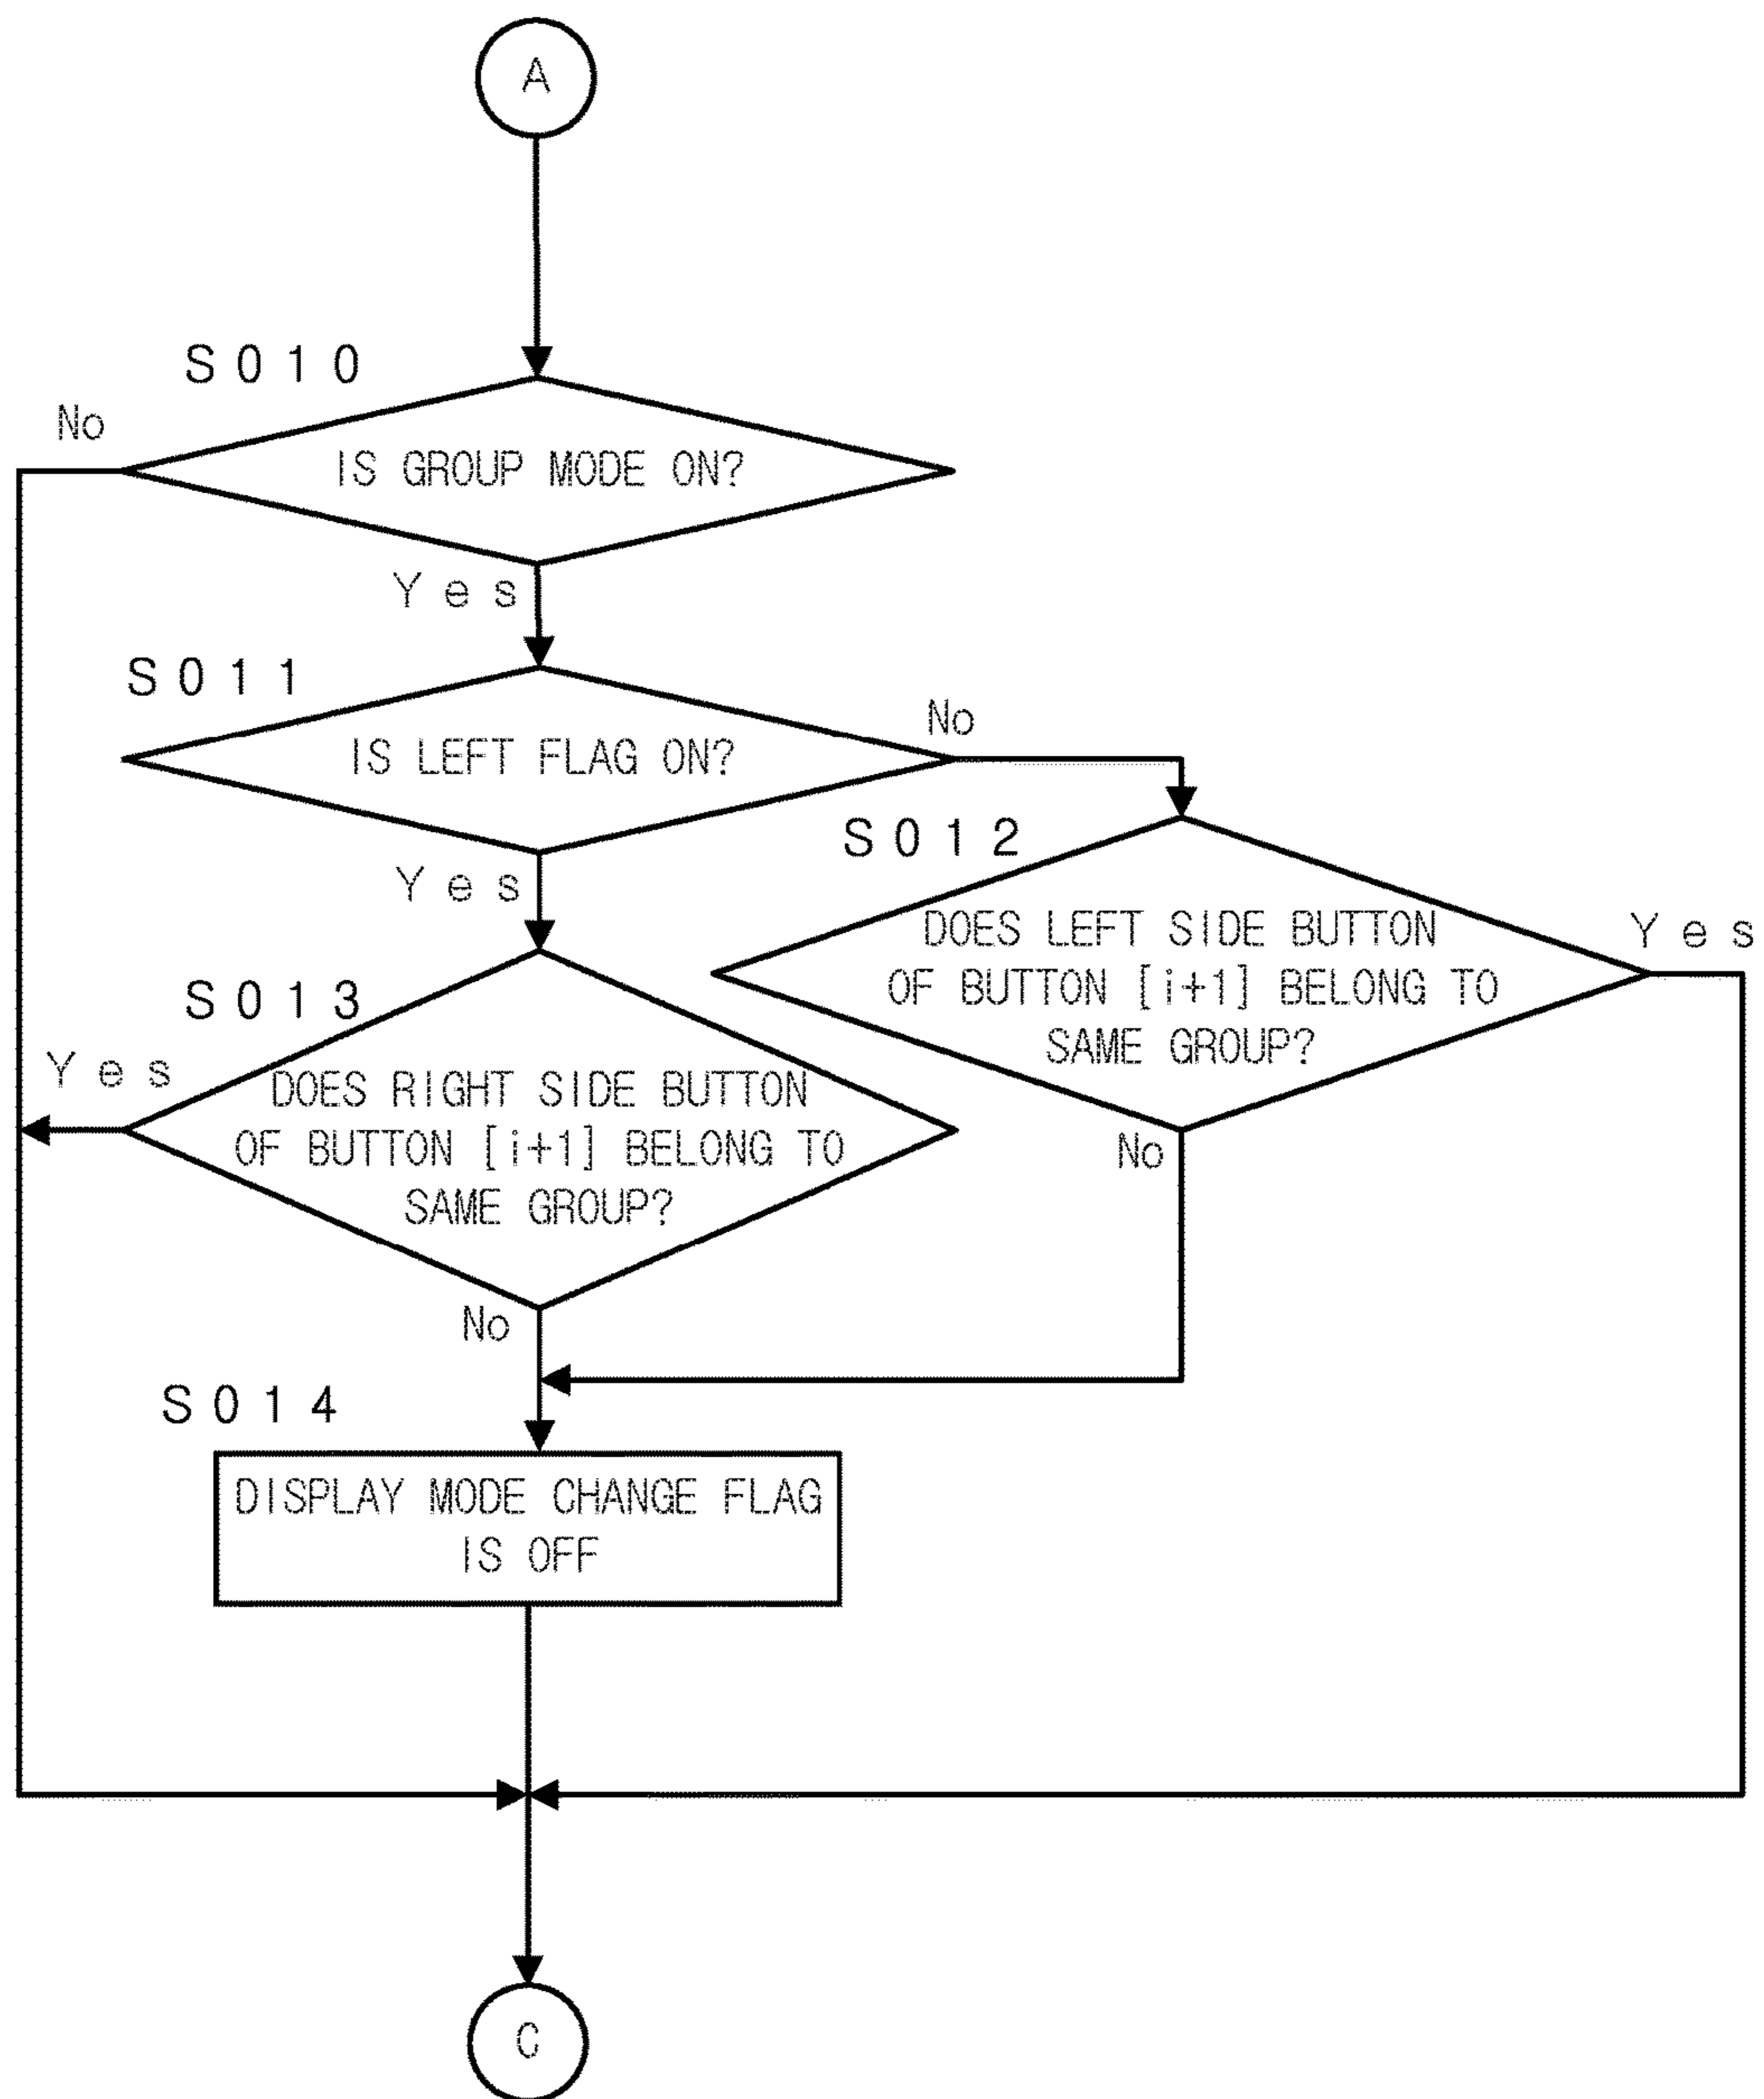 A
S010
No
IS GROUP MODE ON?
Yes
S011
No
IS LEFT FLAG ON?
S012
Yes
DOES LEFT SIDE BUTTON
OF BUTTON [i+1] BELONG TO
SAME GROUP?
Yes
S013
Yes
DOES RIGHT SIDE BUTTON
OF BUTTON [i+1] BELONG TO
SAME GROUP?
No
No
S014
DISPLAY MODE CHANGE FLAG
IS OFF
C